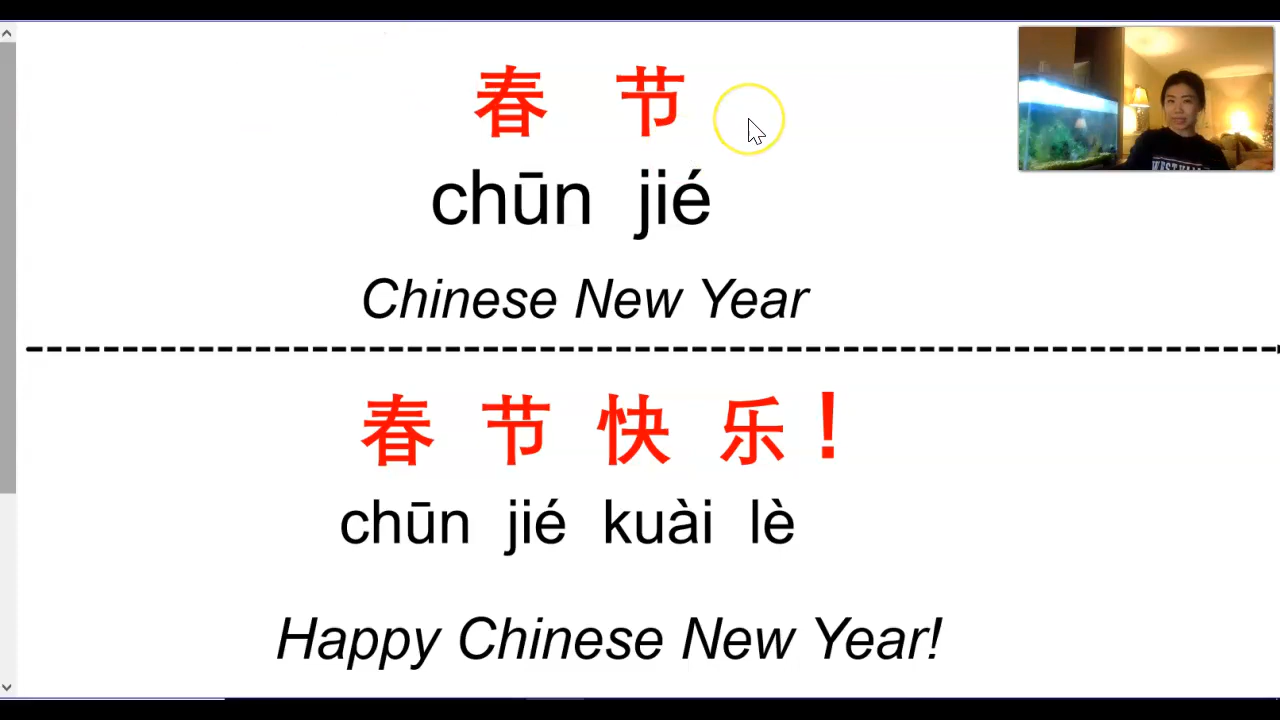 春 节
chūn jié
Chinese New Year
春 节 快 乐！
chūn jié kuài lè
Happy Chinese New Year!